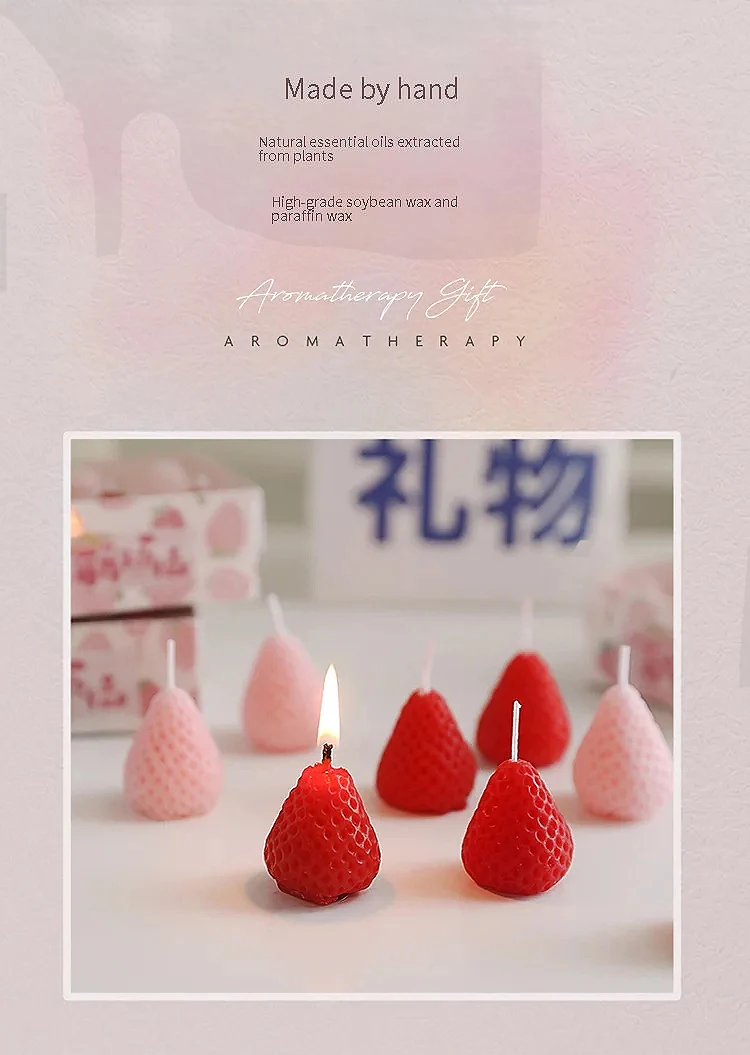 Made by hand
Natural essential oils extracted
from plants
High-grade soybean wax and
paraffin wax
Aromatherapy Gift
AROMATHERAPY
礼物